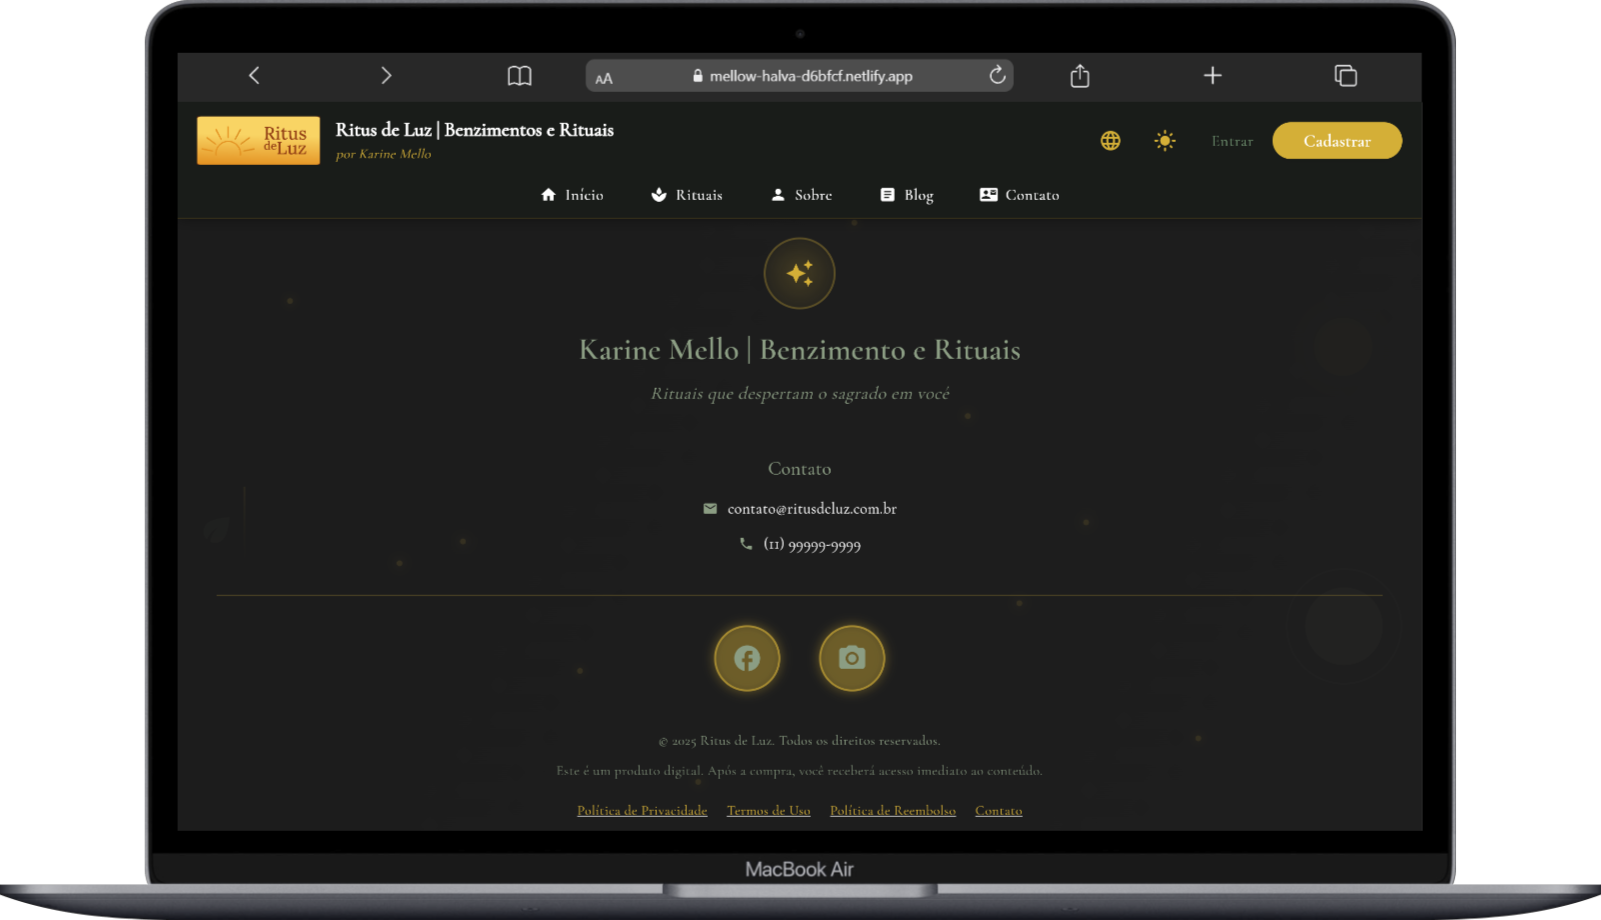 AA mellow-halva-d6bfcf.netlify.app
Ritus
deLuz
Ritus de Luz | Benzimentos e Rituais
por Karine Mello
Entrar
Cadastrar
Início
Rituais
Sobre
Blog
Contato
Karine Mello | Benzimento e Rituais
Rituais que despertam o sagrado em você
Contato
contato@ritusdeluz.com.br
(11) 99999-9999
© 2025 Ritus de Luz. Todos os direitos reservados.
Este é um produto digital. Após a compra, você receberá acesso imediato ao conteúdo.
Política de Privacidade Termos de Uso Política de Reembolso Contato
MacBook Air